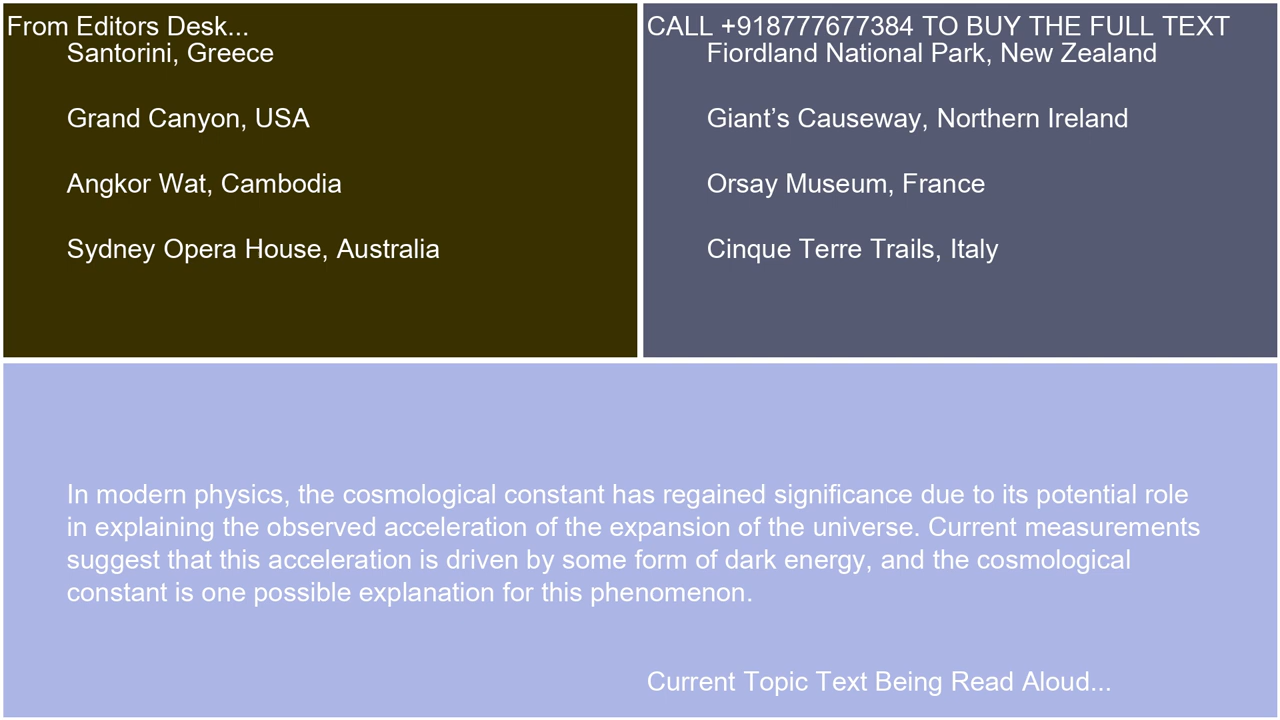 From Editors Desk...
Santorini, Greece
Grand Canyon, USA
Angkor Wat, Cambodia
Sydney Opera House, Australia
CALL +918777677384 TO BUY THE FULL TEXT
Fiordland National Park, New Zealand
Giant’s Causeway, Northern Ireland
Orsay Museum, France
Cinque Terre Trails, Italy
In modern physics, the cosmological constant has regained significance due to its potential role
in explaining the observed acceleration of the expansion of the universe. Current measurements
suggest that this acceleration is driven by some form of dark energy, and the cosmological
constant is one possible explanation for this phenomenon.
Current Topic Text Being Read Aloud...